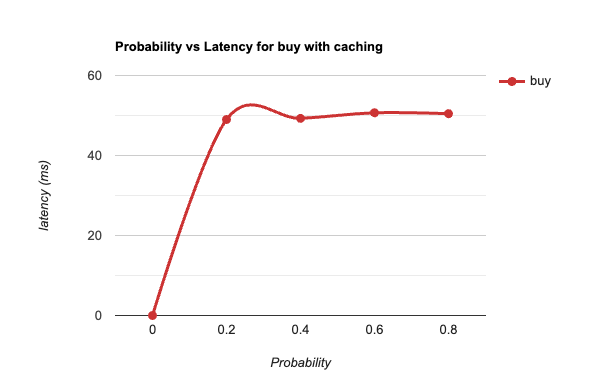 Probability vs Latency for buy with caching
buy
60
40
20
0
latency (ms)
0 0.2 0.4 0.6 0.8
Probability